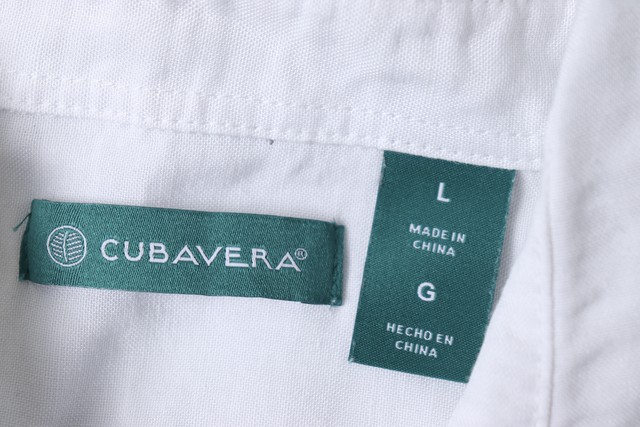 CUBAVERA®
L
MADE IN
CHINA
G
HECHO EN
CHINA